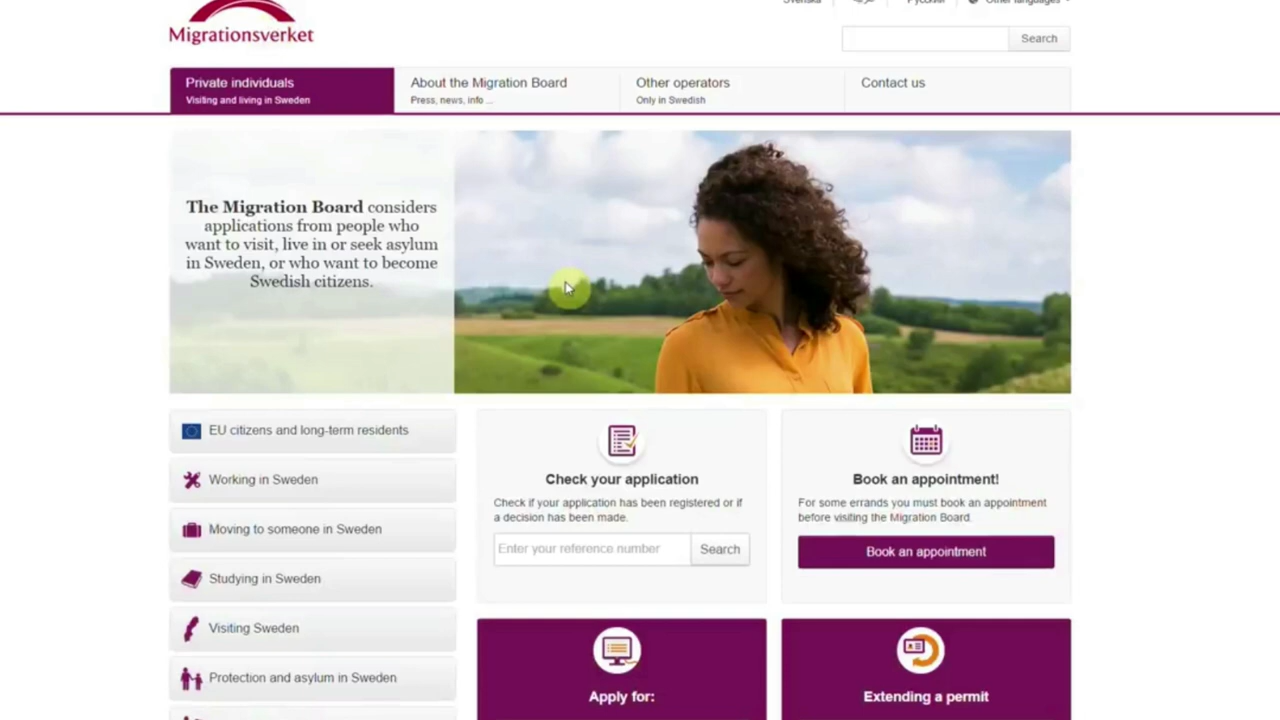 Svenska
Русский
Other languages
Migrationsverket
Search
Private individuals
Visiting and living in Sweden
About the Migration Board
Press, news, info ...
Other operators
Only in Swedish
Contact us
The Migration Board considers
applications from people who
want to visit, live in or seek asylum
in Sweden, or who want to become
Swedish citizens.
EU citizens and long-term residents
Working in Sweden
Moving to someone in Sweden
Studying in Sweden
Visiting Sweden
Protection and asylum in Sweden
Check your application
Check if your application has been registered or if
a decision has been made.
Enter your reference number
Search
Book an appointment!
For some errands you must book an appointment
before visiting the Migration Board.
Book an appointment
Apply for:
Extending a permit